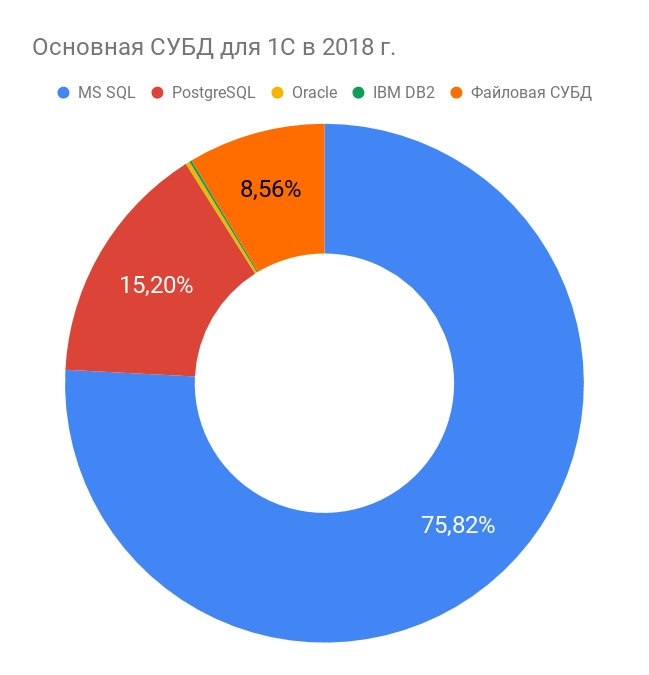 Основная СУБД для 1С в 2018 г.
MS SQL PostgreSQL Oracle IBM DB2 Файловая СУБД
8,56%
15,20%
75,82%